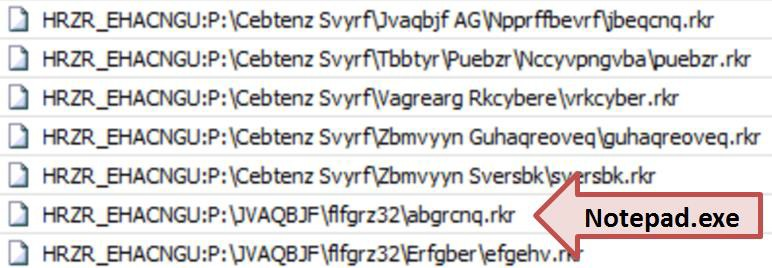 HRZR_EHACNGU:P:\Cebtenz Svyrf\Jvaqbjf AG\Npprffbevrf\jbeqcnq.rkr
HRZR_EHACNGU:P:\Cebtenz Svyrf\Tbbtyr\Puebzr\Nccyvpngvba\puebzr.rkr
HRZR_EHACNGU:P:\Cebtenz Svyrf\Vagrearg Rkcybere\vrkcyber.rkr
HRZR_EHACNGU:P:\Cebtenz Svyrf\Zbmvyyn Guhaqreoveq\guhaqreoveq.rkr
HRZR_EHACNGU:P:\Cebtenz Svyrf\Zbmvyyn Sversbk\sversbk.rkr
HRZR_EHACNGU:P:\JVAQBJF\flfgrz32\abgrcnq.rkr
Notepad.exe
HRZR_EHACNGU:P:\JVAQBJF\flfgrz32\Erfgber\efgehv.rkr